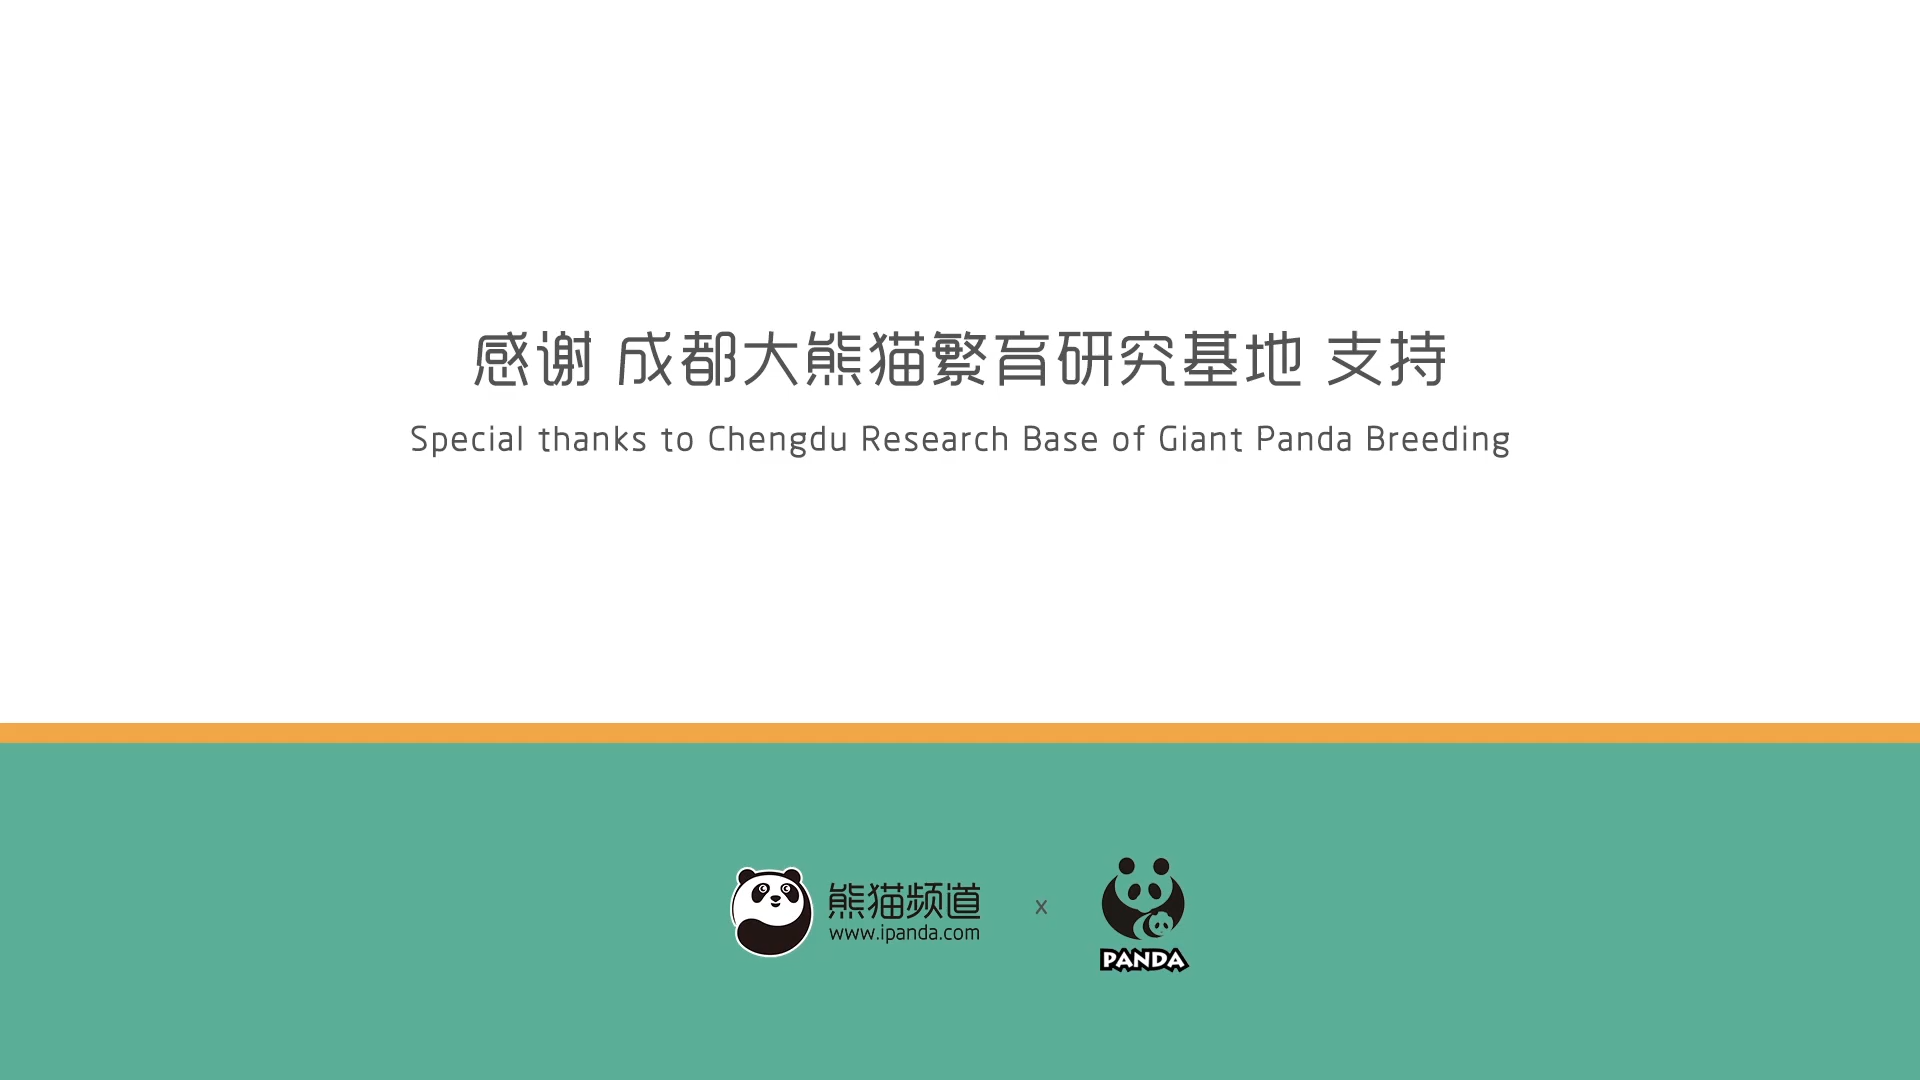 感谢 成都大熊猫繁育研究基地 支持
Special thanks to Chengdu Research Base of Giant Panda Breeding
熊猫频道
www.ipanda.com
x
PANDA